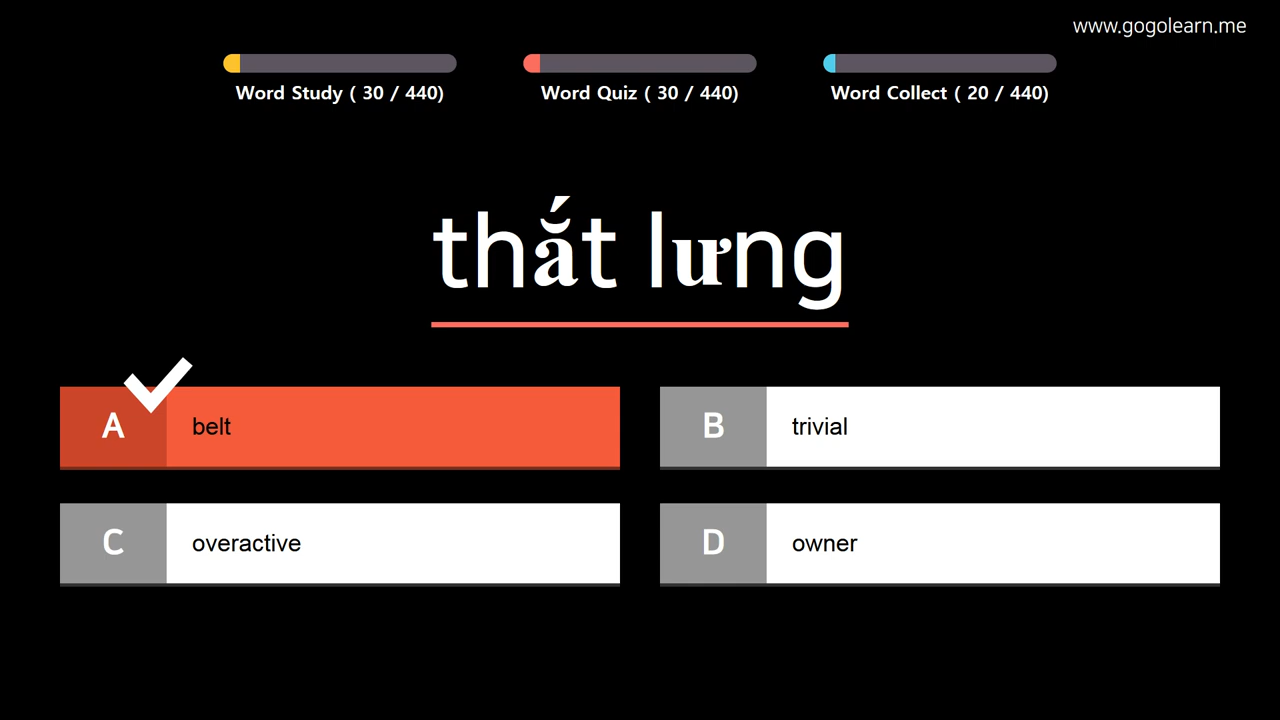 www.gogolearn.me
Word Study ( 30 / 440)
Word Quiz ( 30 / 440)
Word Collect ( 20 / 440)
thắt lưng
A belt
B trivial
C overactive
D owner